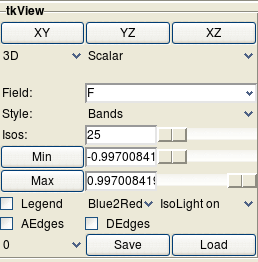 tkView
XY YZ XZ
3D Scalar
Field: F
Style: Bands
Isos: 25
Min -0.99700841
Max 0.99700841
Legend Blue2Red IsoLight on
AEdges DEdges
0 Save Load